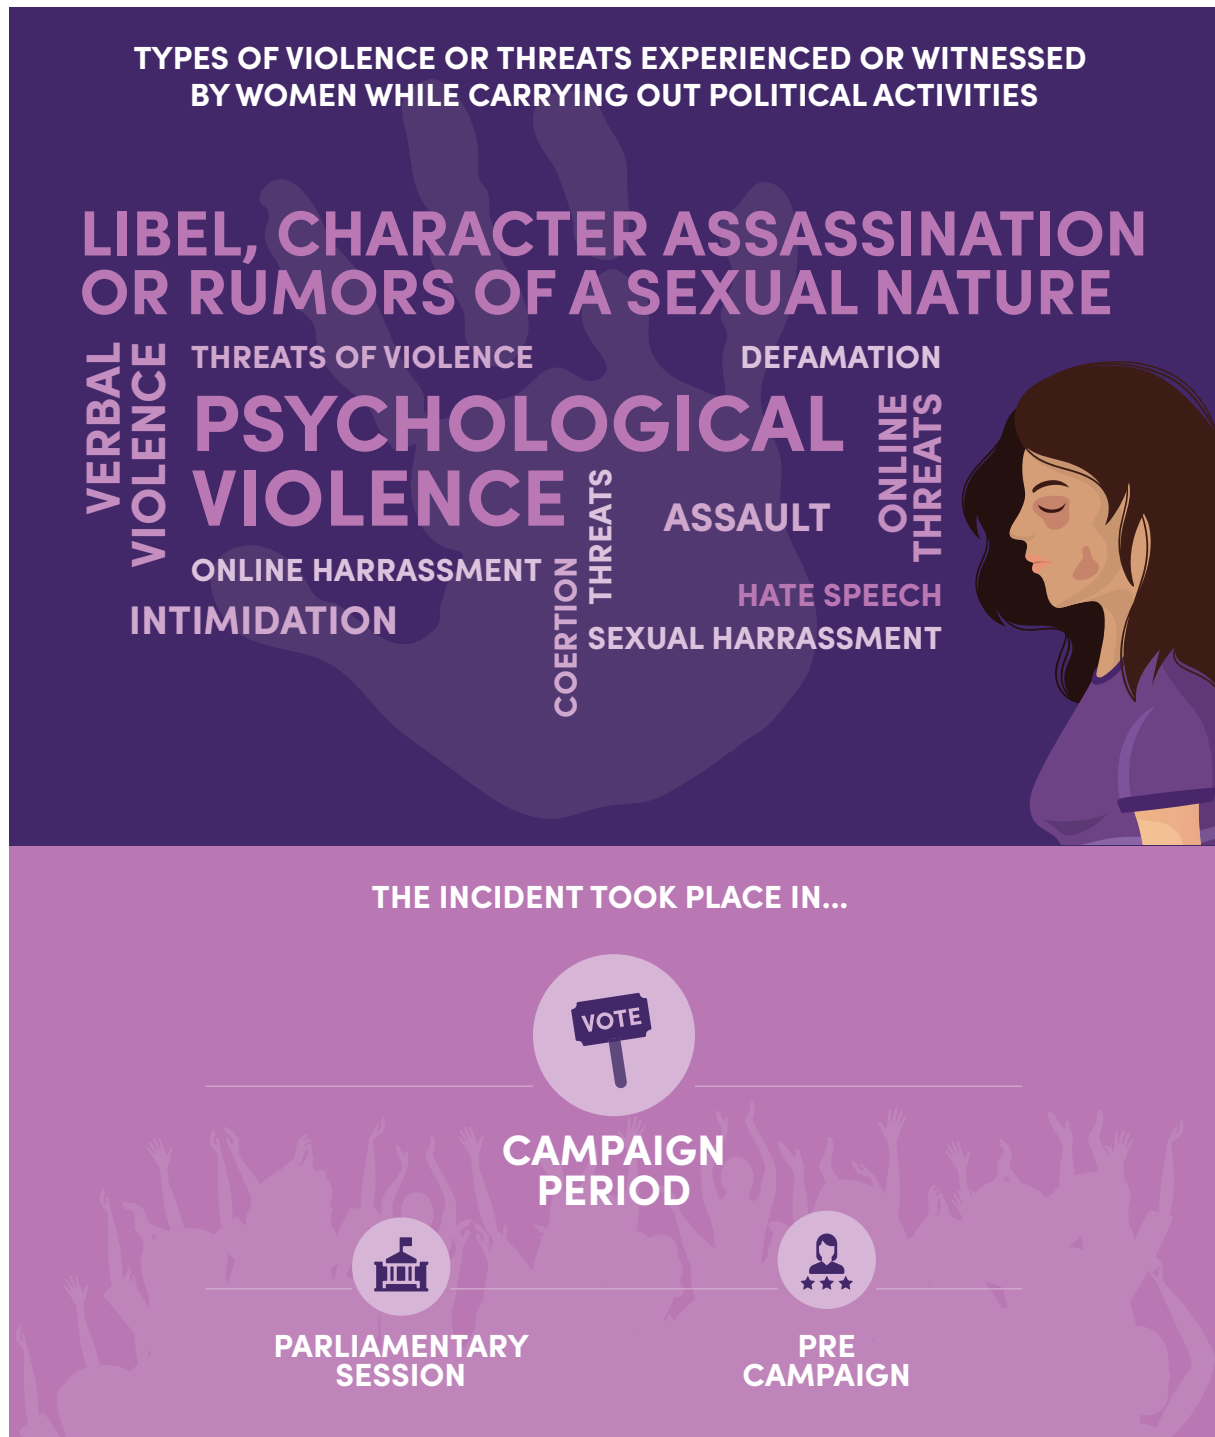 TYPES OF VIOLENCE OR THREATS EXPERIENCED OR WITNESSED
BY WOMEN WHILE CARRYING OUT POLITICAL ACTIVITIES
LIBEL, CHARACTER ASSASSINATION
OR RUMORS OF A SEXUAL NATURE
VERBAL
VIOLENCE
THREATS OF VIOLENCE
DEFAMATION
PSYCHOLOGICAL
VIOLENCE
ONLINE
THREATS
THREATS
ASSAULT
ONLINE HARRASSMENT
COERTION
HATE SPEECH
INTIMIDATION
SEXUAL HARRASSMENT
THE INCIDENT TOOK PLACE IN...
VOTE
CAMPAIGN
PERIOD
PARLIAMENTARY
SESSION
PRE
CAMPAIGN